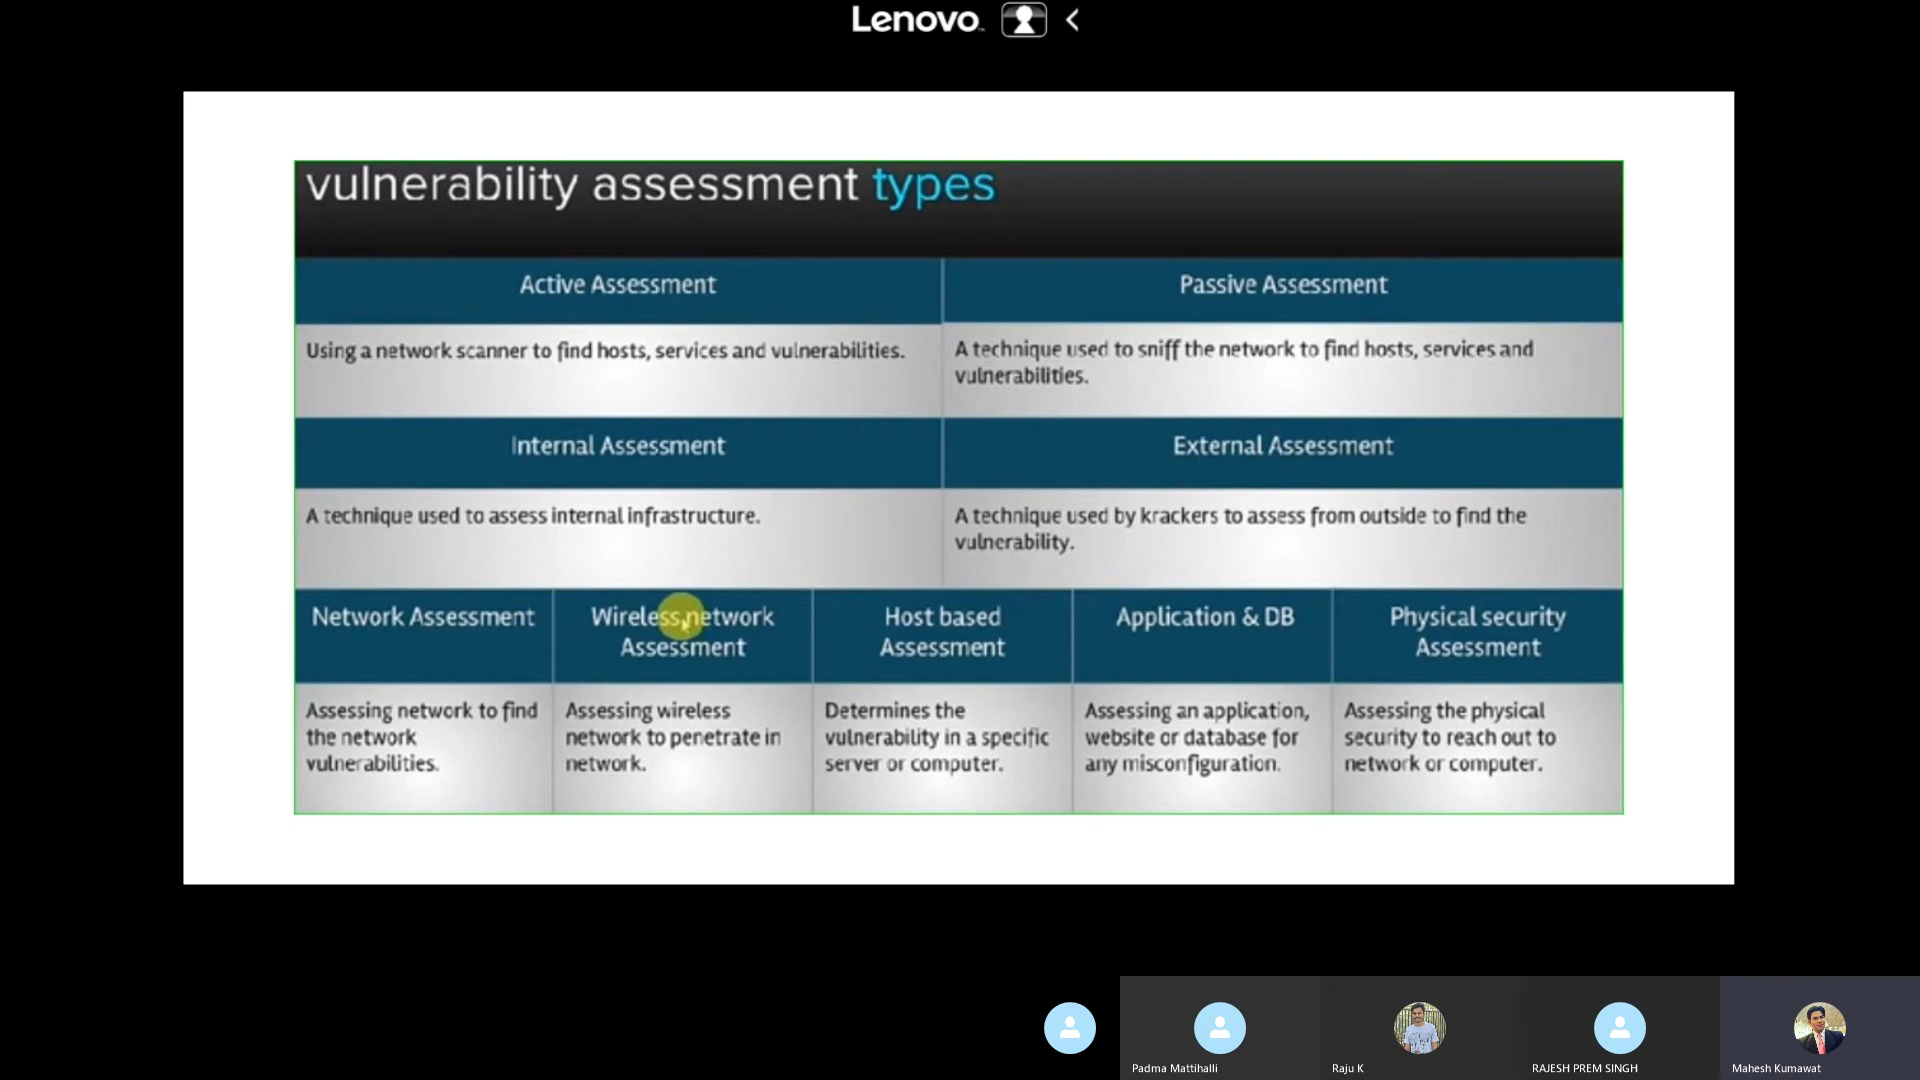 Lenovo
vulnerability assessment types
Active Assessment
Passive Assessment
Using a network scanner to find hosts, services and vulnerabilities.
A technique used to sniff the network to find hosts, services and
vulnerabilities.
Internal Assessment
External Assessment
A technique used to assess internal infrastructure.
A technique used by krackers to assess from outside to find the
vulnerability.
Network Assessment
Wireless network
Assessment
Host based
Assessment
Application & DB
Physical security
Assessment
Assessing network to find
the network
vulnerabilities.
Assessing wireless
network to penetrate in
network.
Determines the
vulnerability in a specific
server or computer.
Assessing an application,
website or database for
any misconfiguration.
Assessing the physical
security to reach out to
network or computer.
Padma Mattihalli
Raju K
RAJESH PREM SINGH
Mahesh Kumawat